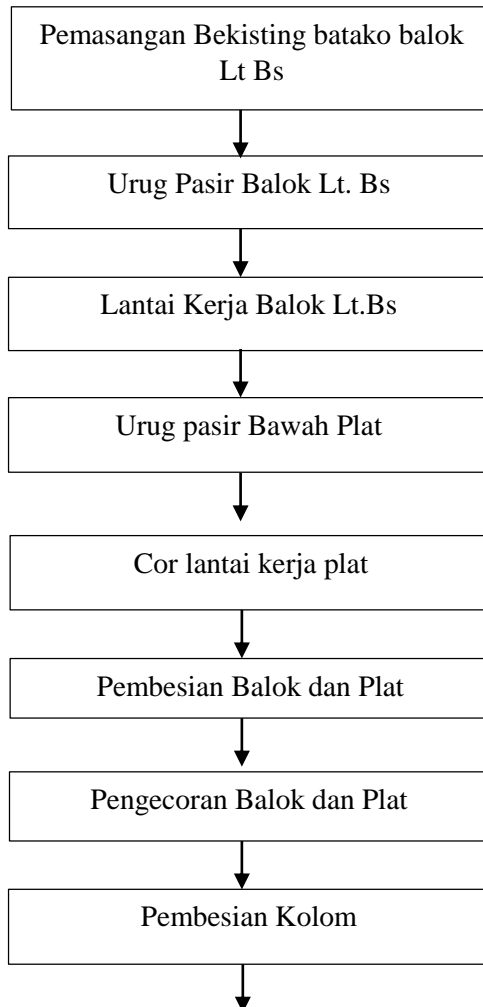 Pemasangan Bekisting batako balok
Lt Bs
Urug Pasir Balok Lt. Bs
Lantai Kerja Balok Lt.Bs
Urug pasir Bawah Plat
Cor lantai kerja plat
Pembesian Balok dan Plat
Pengecoran Balok dan Plat
Pembesian Kolom